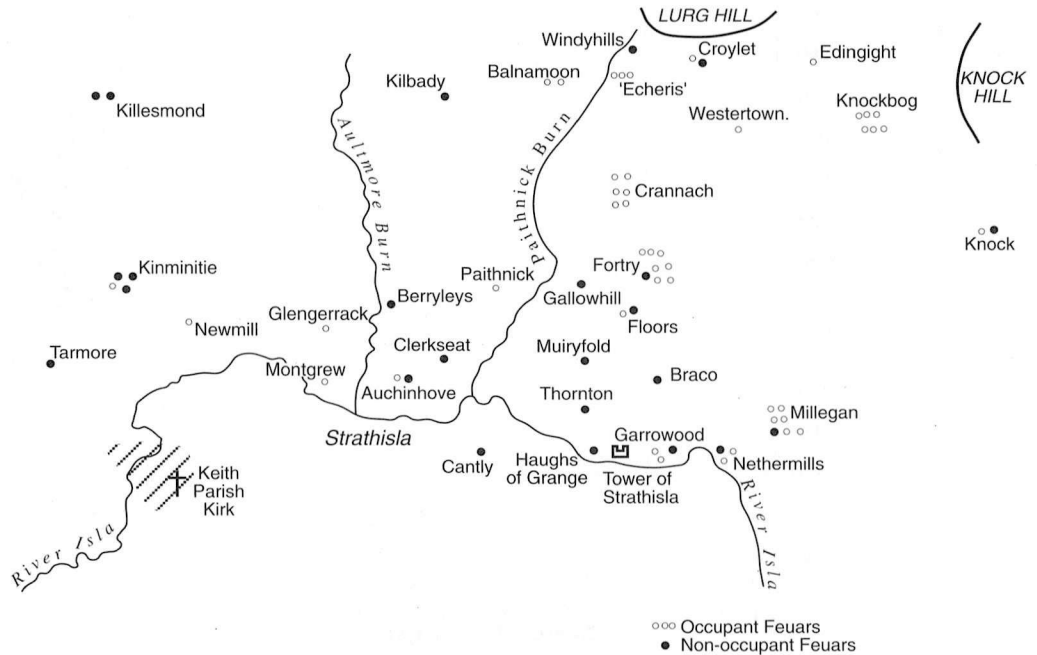 LURG HILL
Windyhills
Croylet
Edingight
Kilbady
Balnamoon
'Echeris'
KNOCK
HILL
Killesmond
Westertown.
Knockbog
Aultmore Burn
Paithnick Burn
Crannach
Knock
Kinminitie
Paithnick
Fortry
Berryleys
Gallowhill
Glengerrack
Newmill
Floors
Tarmore
Clerkseat
Muiryfold
Montgrew
Auchinhove
Braco
Thornton
Millegan
Strathisla
Garrowood
Cantly
Haughs
of Grange
Tower of
Strathisla
Nethermills
Keith
Parish
Kirk
River Isla
River Isla
Occupant Feuars
Non-occupant Feuars